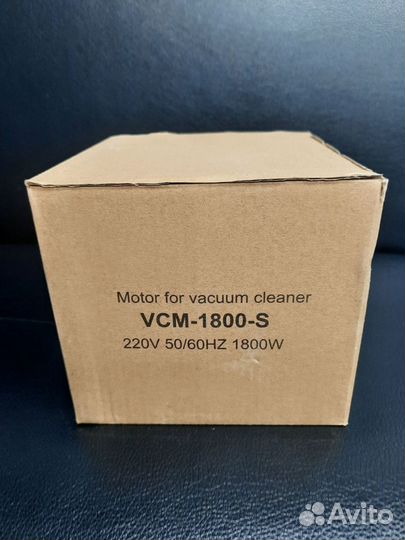 Motor for vacuum cleaner
VCM-1800-S
220V 50/60HZ 1800W
Avito